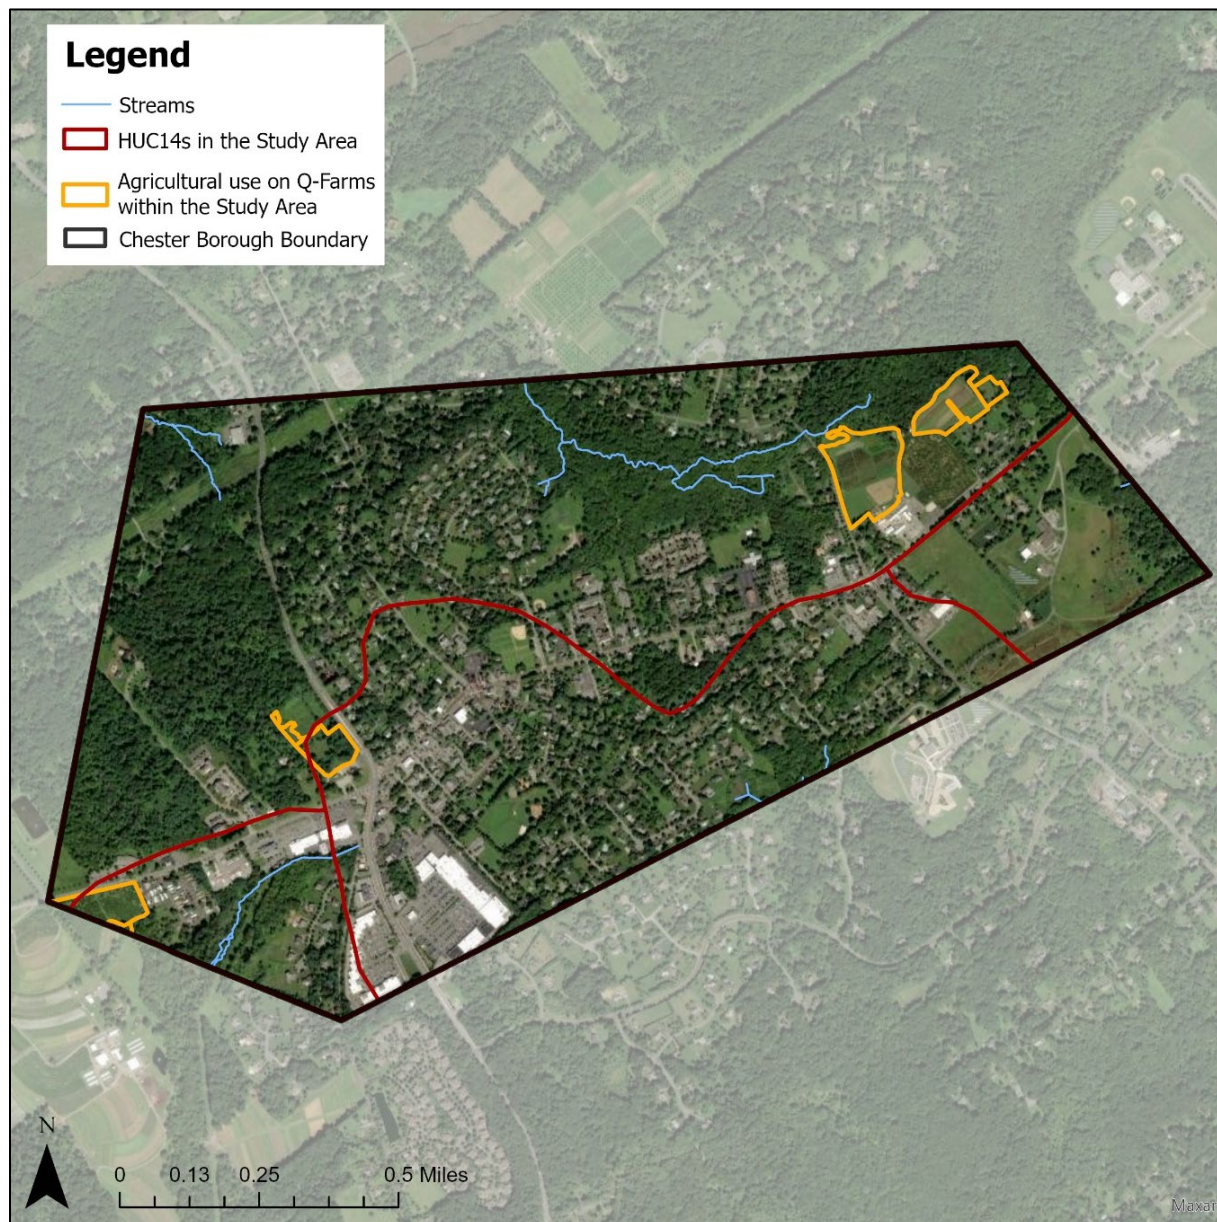 Legend
Streams
HUC14s in the Study Area
Agricultural use on Q-Farms
within the Study Area
Chester Borough Boundary
N
0 0.13 0.25 0.5 Miles
Maxar